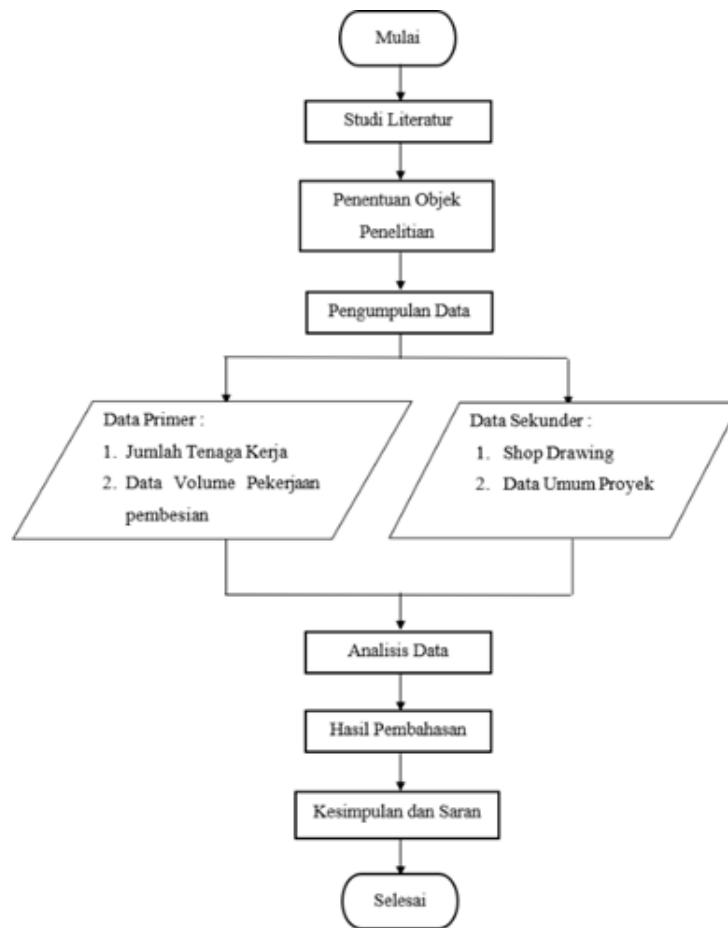 Mulai
Studi Literatur
Penentuan Objek
Penelitian
Pengumpulan Data
Data Primer :
1. Jumlah Tenaga Kerja
2. Data Volume Pekerjaan
pembesian
Data Sekunder :
1. Shop Drawing
2. Data Umum Proyek
Analisis Data
Hasil Pembahasan
Kesimpulan dan Saran
Selesai